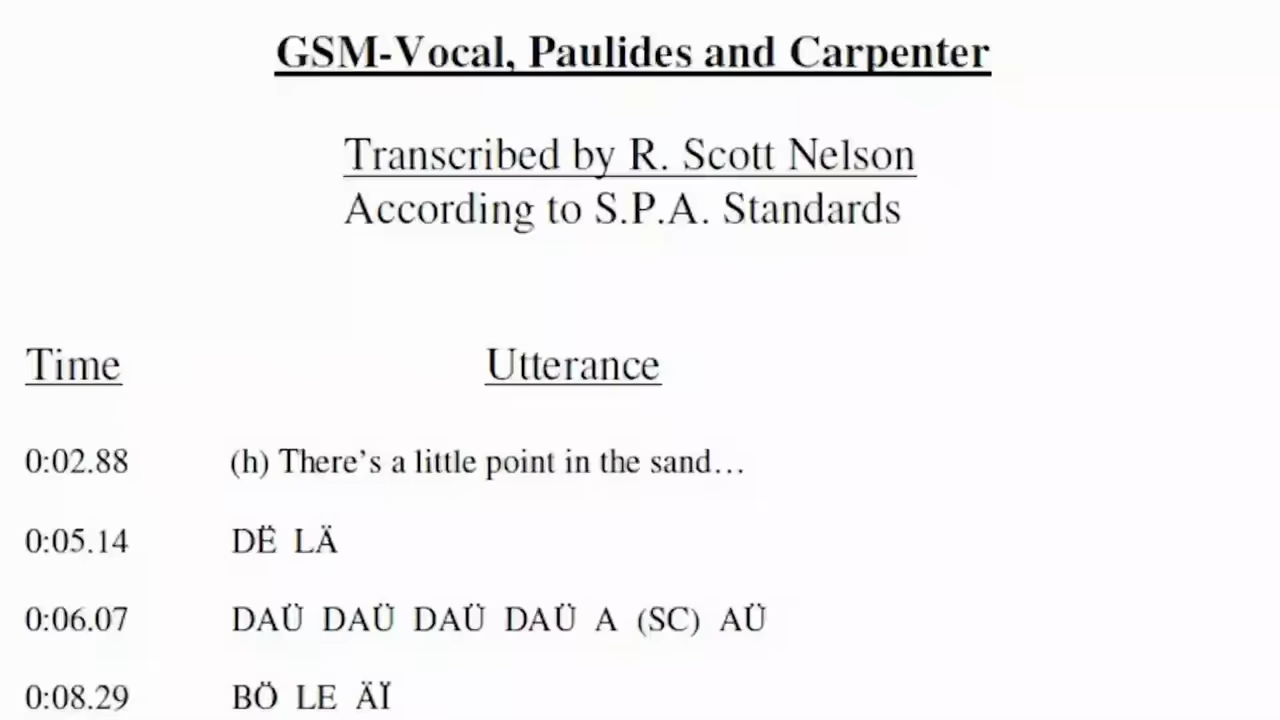 GSM-Vocal, Paulides and Carpenter
Transcribed by R. Scott Nelson
According to S.P.A. Standards
Time Utterance
0:02.88 (h) There’s a little point in the sand…
0:05.14 DË LÄ
0:06.07 DAÜ DAÜ DAÜ DAÜ A (SC) AÜ
0:08.29 BÖ LE ÄÏ